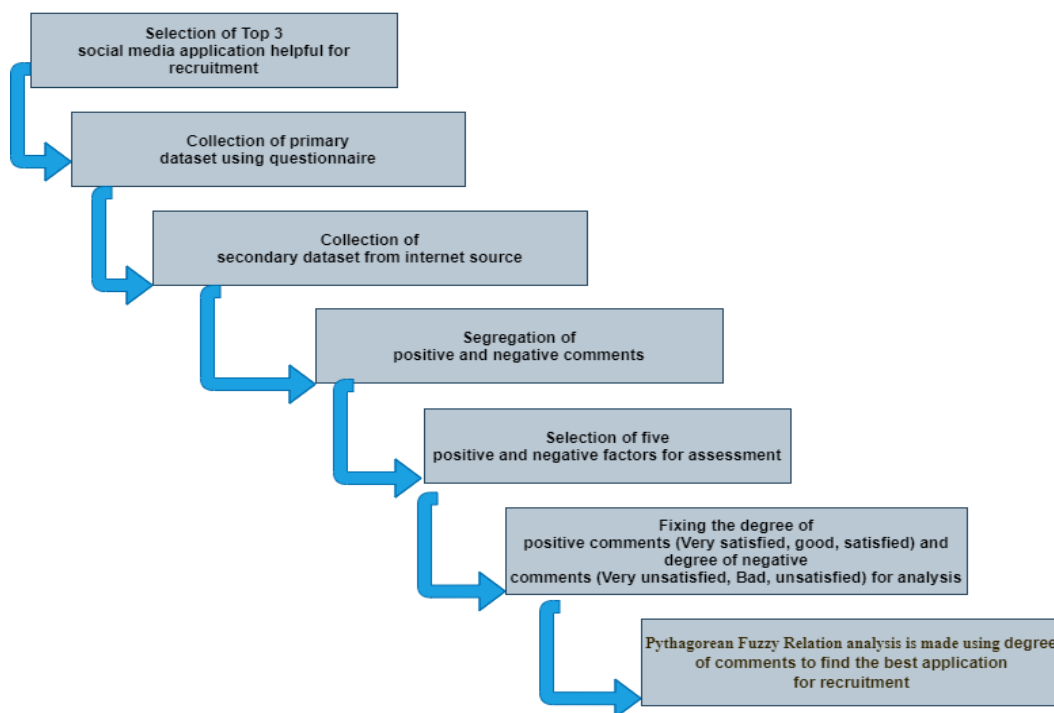 Selection of Top 3
social media application helpful for
recruitment
Collection of primary
dataset using questionnaire
Collection of
secondary dataset from internet source
Segregation of
positive and negative comments
Selection of five
positive and negative factors for assessment
Fixing the degree of
positive comments (Very satisfied, good, satisfied) and
degree of negative
comments (Very unsatisfied, Bad, unsatisfied) for analysis
Pythagorean Fuzzy Relation analysis is made using degree
of comments to find the best application
for recruitment